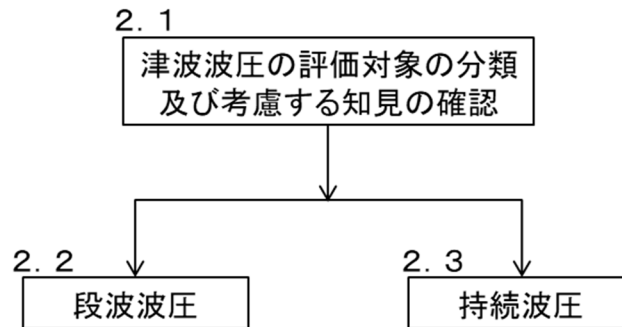 2. 1
津波波圧の評価対象の分類
及び考慮する知見の確認
2. 2
段波波圧
2. 3
持続波圧